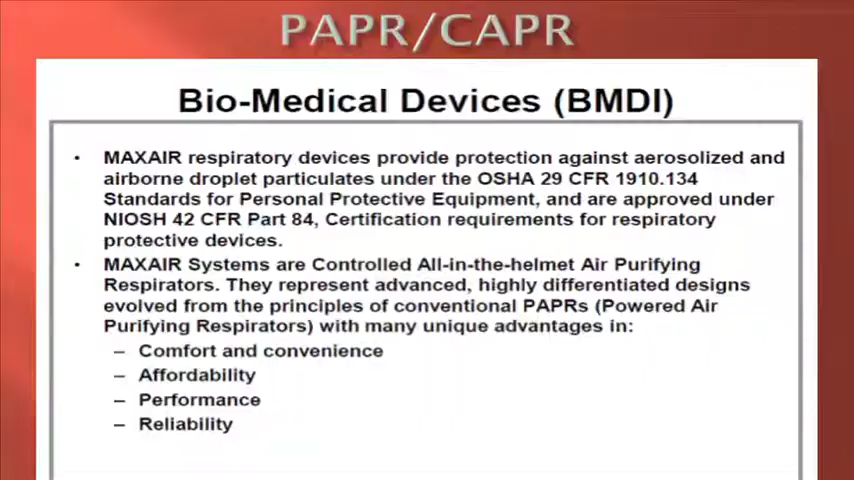 PAPR/CAPR
Bio-Medical Devices (BMDI)
• MAXAIR respiratory devices provide protection against aerosolized and
airborne droplet particulates under the OSHA 29 CFR 1910.134
Standards for Personal Protective Equipment, and are approved under
NIOSH 42 CFR Part 84, Certification requirements for respiratory
protective devices.
• MAXAIR Systems are Controlled All-in-the-helmet Air Purifying
Respirators. They represent advanced, highly differentiated designs
evolved from the principles of conventional PAPRs (Powered Air
Purifying Respirators) with many unique advantages in:
– Comfort and convenience
– Affordability
– Performance
– Reliability